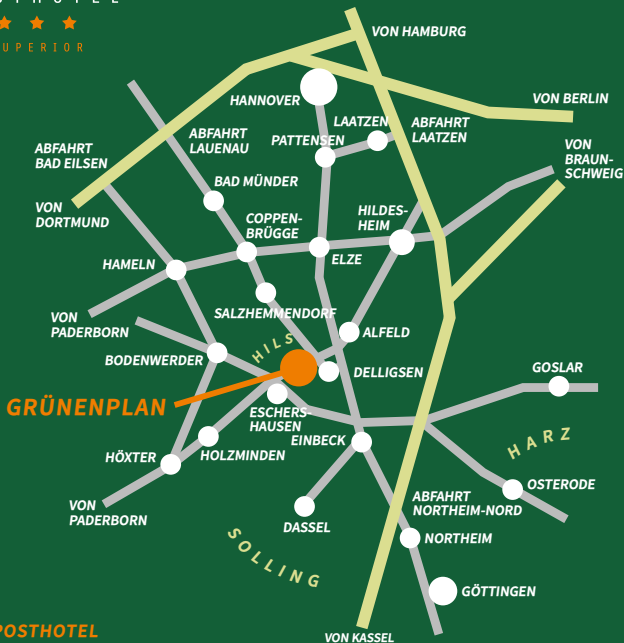 SUPERIOR
VON HAMBURG
HANNOVER
VON BERLIN
LAATZEN
ABFAHRT
LAATZEN
PATTENSEN
ABFAHRT
LAUENAU
ABFAHRT
BAD EILSEN
VON
BRAUN-
SCHWEIG
BAD MÜNDER
VON
DORTMUND
COPPEN-
BRÜGGE
HILDES-
HEIM
ELZE
HAMELN
SALZHEMMENDORF
VON
PADERBORN
ALFELD
HILS
BODENWERDER
DELLIGSEN
GOSLAR
GRÜNENPLAN
ESCHERS-
HAUSEN
EINBECK
HARZ
HOLZMINDEN
HÖXTER
OSTERODE
VON
PADERBORN
ABFAHRT
NORTHEIM-NORD
DASSEL
SOLLING
NORTHEIM
GÖTTINGEN
POSTHOTEL
VON KASSEL